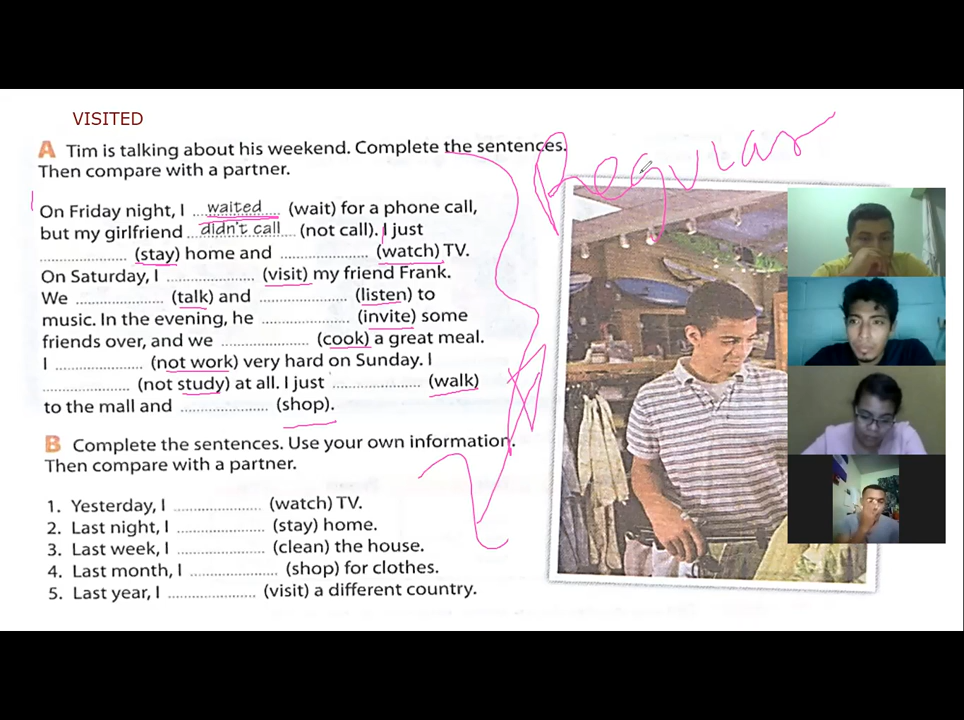 VISITED
Regular
A Tim is talking about his weekend. Complete the sentences.
Then compare with a partner.
1
On Friday night, I waited (wait) for a phone call,
but my girlfriend didn't call (not call). I just
.................... (stay) home and .................... (watch) TV.
On Saturday, I .................... (visit) my friend Frank.
We .................... (talk) and .................... (listen) to
music. In the evening, he .................... (invite) some
friends over, and we .................... (cook) a great meal.
I .................... (not work) very hard on Sunday. I
.................... (not study) at all. I just .................... (walk)
to the mall and .................... (shop).
B Complete the sentences. Use your own information.
Then compare with a partner.
1. Yesterday, I .................... (watch) TV.
2. Last night, I .................... (stay) home.
3. Last week, I .................... (clean) the house.
4. Last month, I .................... (shop) for clothes.
5. Last year, I .................... (visit) a different country.